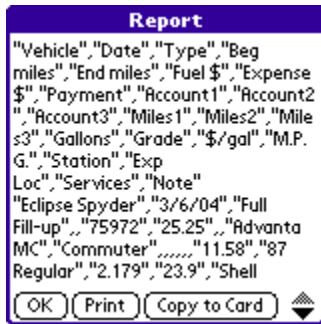 Report
"Vehicle","Date","Type","Beg
miles","End miles","Fuel $","Expense
$","Payment","Account1","Account2
","Account3","Miles1","Miles2","Mile
s3","Gallons","Grade","$/gal","M.P.
G.","Station","Exp
Loc","Services","Note"
"Eclipse Spyder","3/6/04","Full
Fill-up",,"75972","25.25",,"Advanta
MC","Commuter",,,,,,"11.58","87
Regular","2.179","23.9","Shell
OK Print Copy to Card